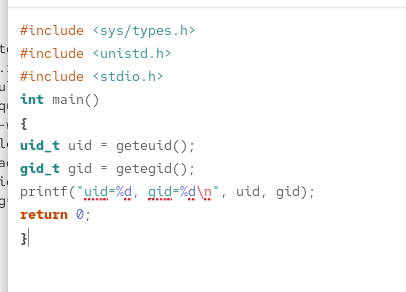 #include <sys/types.h>
#include <unistd.h>
#include <stdio.h>
int main()
{
uid_t uid = geteuid();
gid_t gid = getegid();
printf("uid=%d, gid=%d\n", uid, gid);
return 0;
}